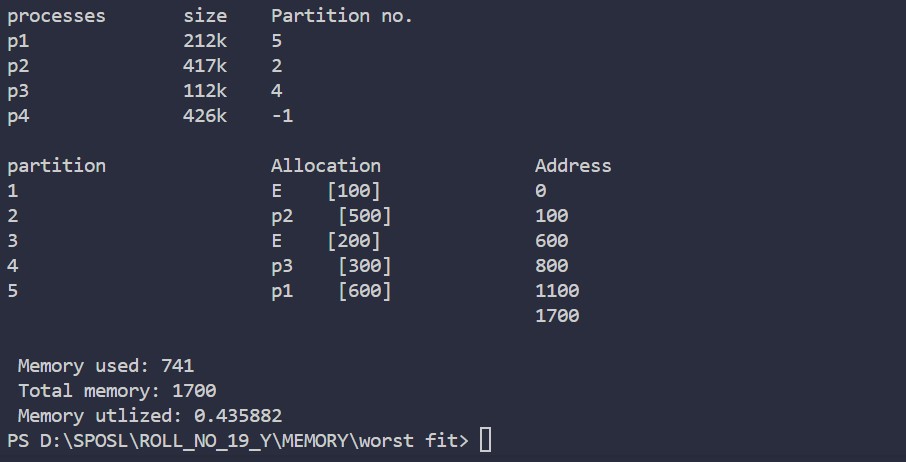 processes       size    Partition no.
p1              212k    5
p2              417k    2
p3              112k    4
p4              426k    -1
partition               Allocation              Address
1                       E    [100]              0
2                       p2    [500]             100
3                       E    [200]              600
4                       p3    [300]             800
5                       p1    [600]             1100
                                                1700
Memory used: 741
Total memory: 1700
Memory utlized: 0.435882
PS D:\SPOSL\ROLL_NO_19_Y\MEMORY\worst fit>